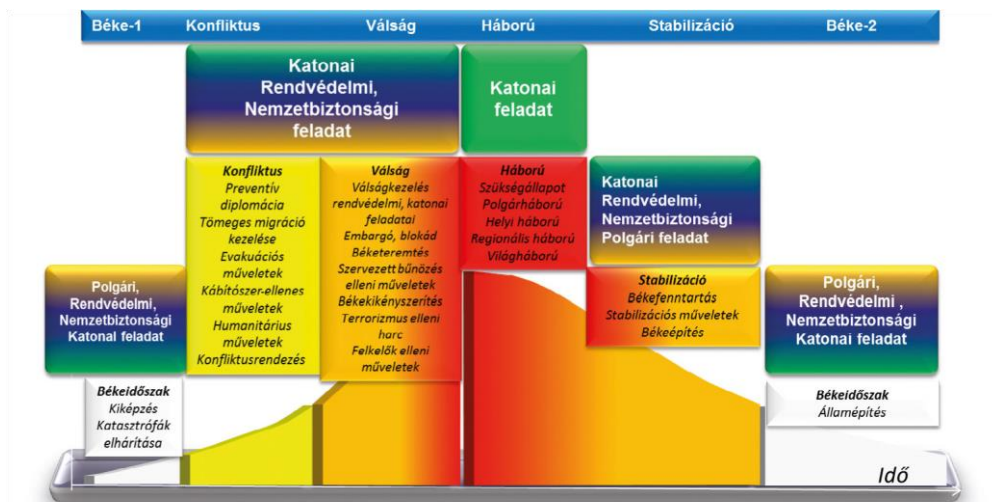 Béke-1
Konfliktus
Válság
Háború
Stabilizáció
Béke-2
Katonai
Rendvédelmi,
Nemzetbiztonsági
feladat
Katonai
feladat
Konfliktus
Preventív
diplomácia
Tömeges migráció
kezelése
Evakuációs
műveletek
Kábítószer-ellenes
műveletek
Humanitárius
műveletek
Konfliktusrendezés
Válság
Válságkezelés
rendvédelmi, katonai
feladatai
Embargó, blokád
Béketeremtés
Szervezett bűnözés
elleni műveletek
Békekikényszerítés
Terrorizmus elleni
harc
Felkelők elleni
műveletek
Háború
Szükségállapot
Polgárháború
Helyi háború
Regionális háború
Világháború
Katonai
Rendvédelmi,
Nemzetbiztonsági
Polgári feladat
Stabilizáció
Békefenntartás
Stabilizációs műveletek
Békeépítés
Polgári,
Rendvédelmi,
Nemzetbiztonsági
Katonal feladat
Békeidőszak
Kiképzés
Katasztrófák
elhárítása
Polgári,
Rendvédelmi ,
Nemzetbiztonsági
Katonai feladat
Békeidőszak
Államépítés
Idő